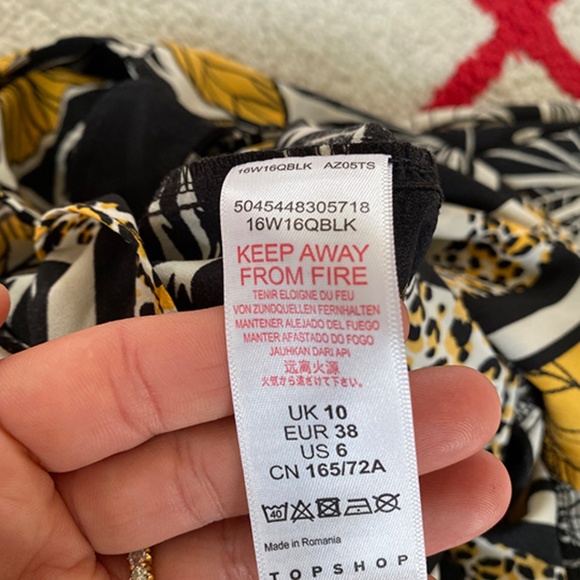 16W16QBLK AZ05TS
5045448305718
16W16QBLK
KEEP AWAY
FROM FIRE
TENIR ELOIGNE DU FEU
VON ZUNDQUELLEN FERNHALTEN
MANTENER ALEJADO DEL FUEGO
MANTER AFASTADO DO FOGO
JAUHKAN DARI API
远离火源
火気から遠ざけて下さい。
UK 10
EUR 38
US 6
CN 165/72A
40
Made in Romania
TOPSHOP